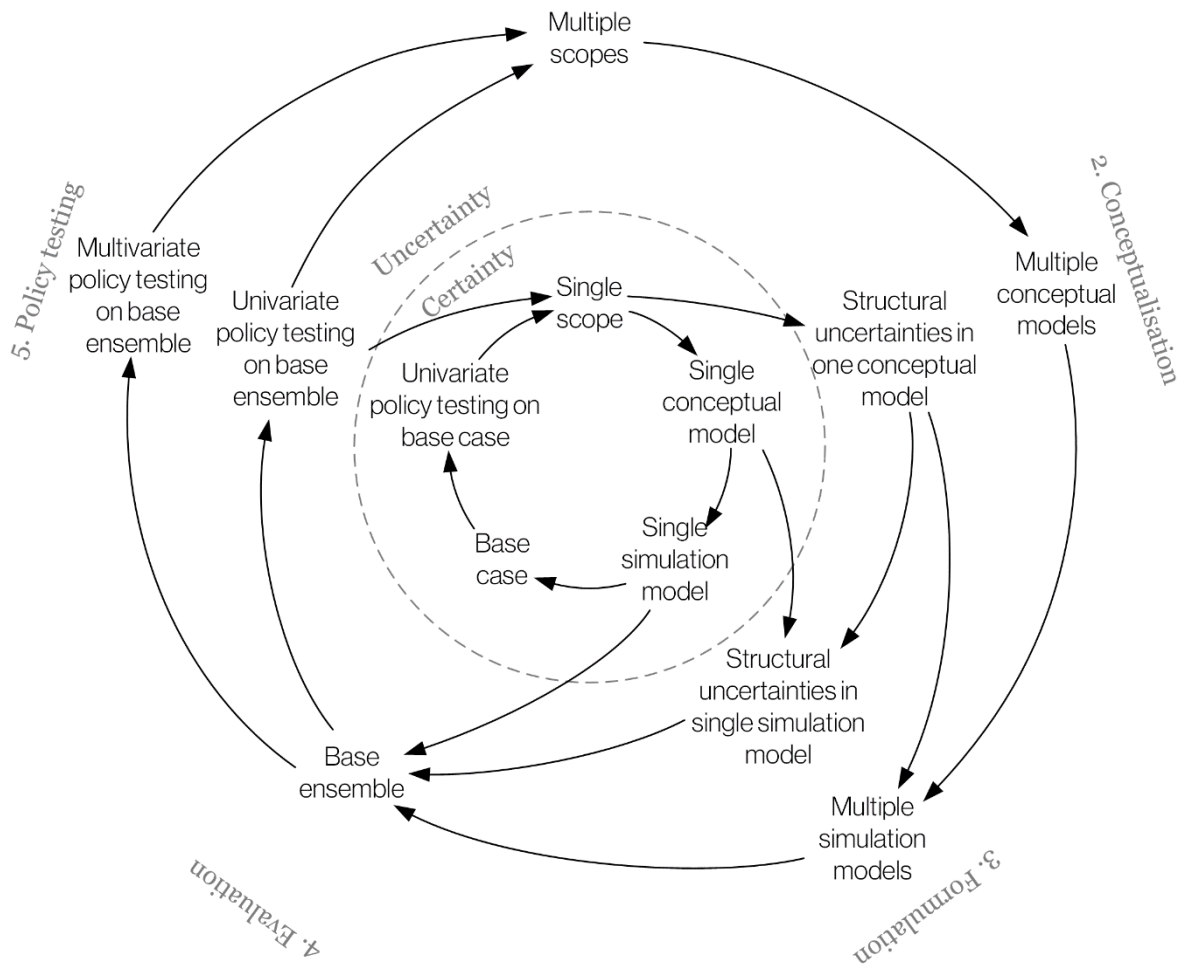 Multiple
scopes
2. Conceptualisation
Multiple
conceptual
models
Structural
uncertainties in
one conceptual
model
Uncertainty
Certainty
Single
scope
Single
conceptual
model
Single
simulation
model
Base
case
Univariate
policy testing on
base case
5. Policy testing
Multivariate
policy testing
on base
ensemble
Univariate
policy testing
on base
ensemble
Structural
uncertainties in
single simulation
model
Multiple
simulation
models
3. Formulation
Base
ensemble
4. Evaluation